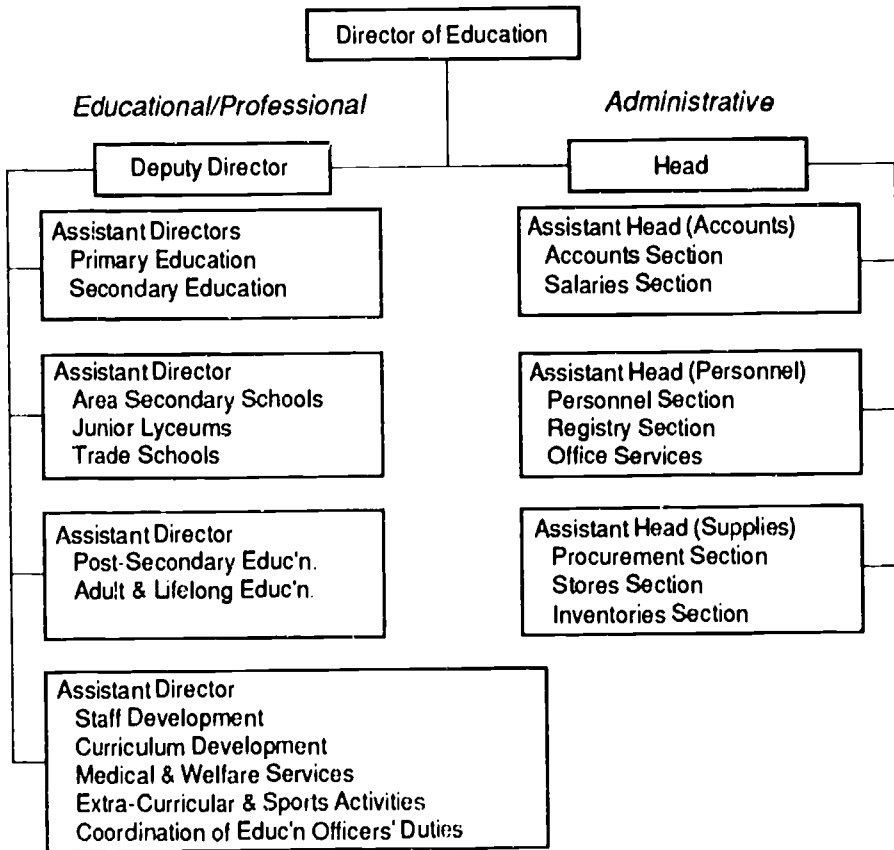 Director of Education
Educational/Professional
Administrative
Deputy Director
Head
Assistant Directors
Primary Education
Secondary Education
Assistant Director
Area Secondary Schools
Junior Lyceums
Trade Schools
Assistant Director
Post-Secondary Educ'n.
Adult & Lifelong Educ'n.
Assistant Director
Staff Development
Curriculum Development
Medical & Welfare Services
Extra-Curricular & Sports Activities
Coordination of Educ'n Officers' Duties
Assistant Head (Accounts)
Accounts Section
Salaries Section
Assistant Head (Personnel)
Personnel Section
Registry Section
Office Services
Assistant Head (Supplies)
Procurement Section
Stores Section
Inventories Section